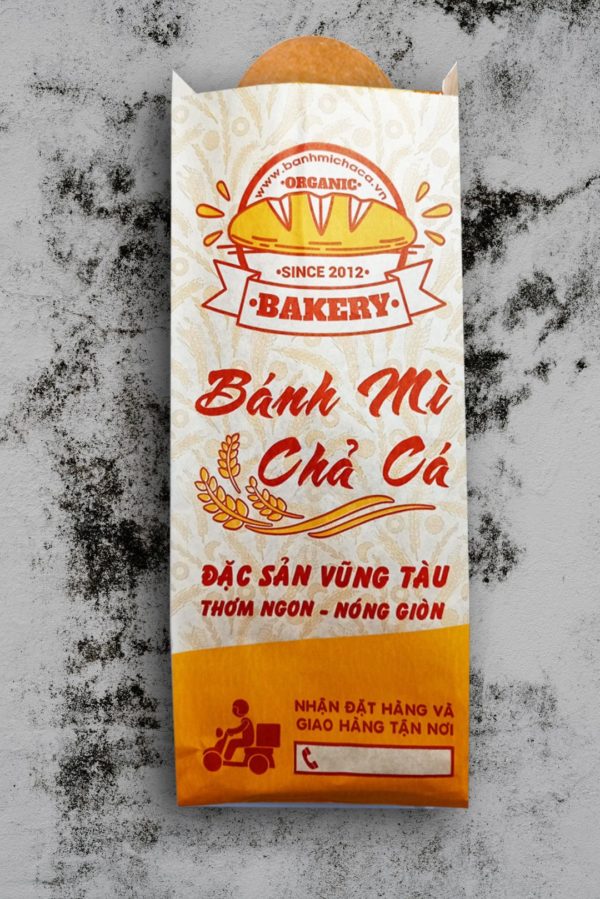 www.banhmichaca.vn
•ORGANIC•
•SINCE 2012•
•BAKERY•
Bánh Mì
Chả Cá
ĐẶC SẢN VŨNG TÀU
THƠM NGON - NÓNG GIÒN
NHẬN ĐẶT HÀNG VÀ
GIAO HÀNG TẬN NƠI